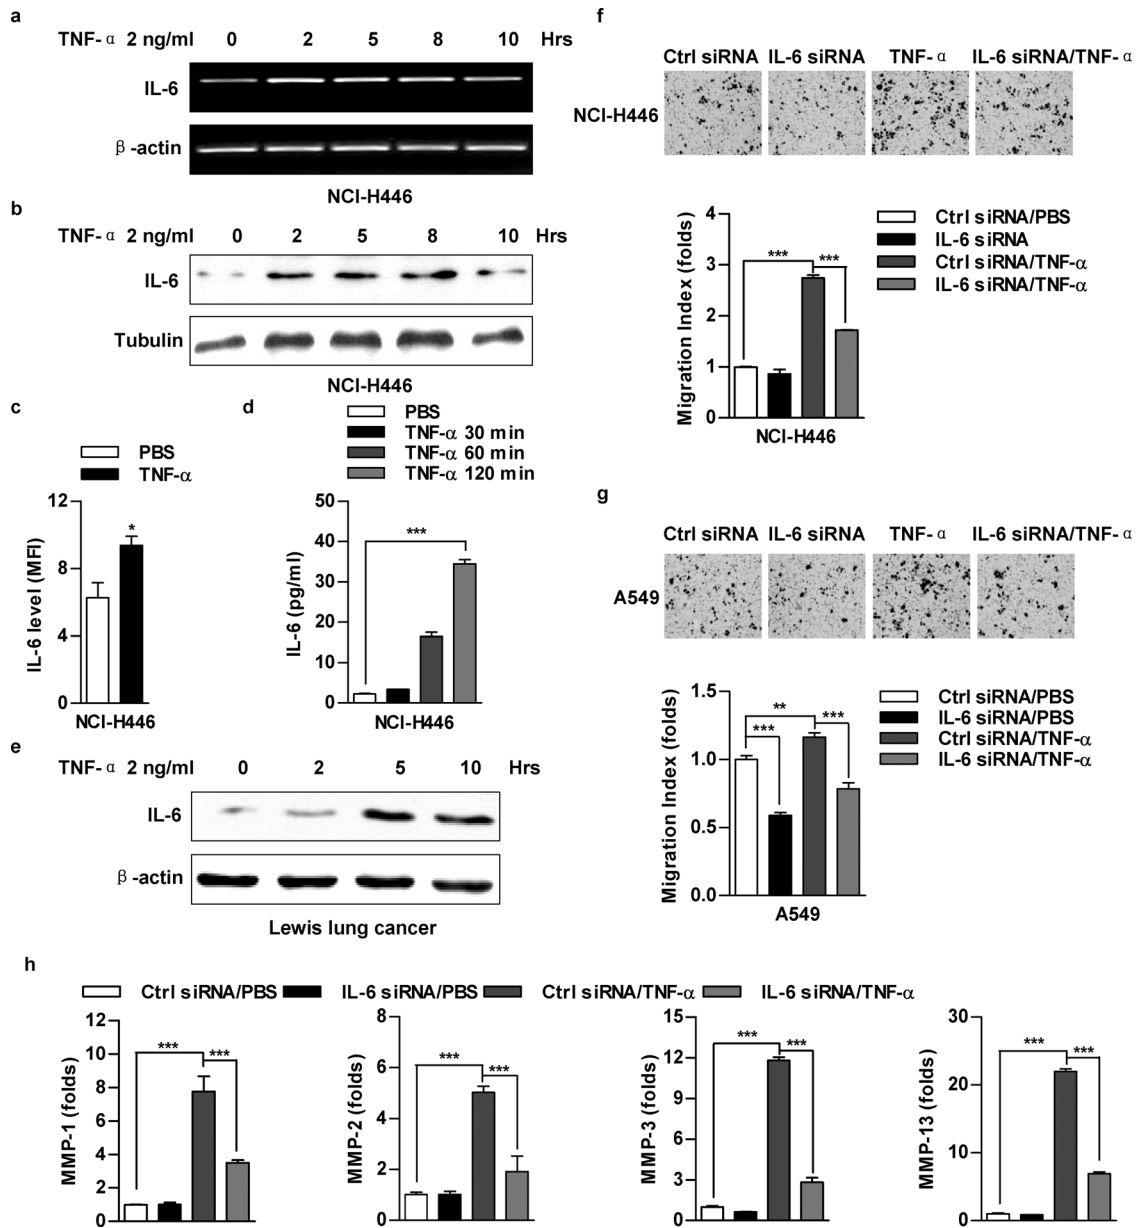 a
TNF-α 2 ng/ml 0 2 5 8 10 Hrs
IL-6
β-actin
NCI-H446
b
TNF-α 2 ng/ml 0 2 5 8 10 Hrs
IL-6
Tubulin
NCI-H446
c
PBS
TNF-α
IL-6 level (MFI)
12
8
4
0
*
NCI-H446
d
PBS
TNF-α 30 min
TNF-α 60 min
TNF-α 120 min
IL-6 (pg/ml)
50
40
30
20
10
0
***
NCI-H446
e
TNF-α 2 ng/ml 0 2 5 10 Hrs
IL-6
β-actin
Lewis lung cancer
f
Ctrl siRNA IL-6 siRNA TNF-α IL-6 siRNA/TNF-α
NCI-H446
Migration Index (folds)
4
3
2
1
0
*** ***
Ctrl siRNA/PBS
IL-6 siRNA
Ctrl siRNA/TNF-α
IL-6 siRNA/TNF-α
NCI-H446
g
Ctrl siRNA IL-6 siRNA TNF-α IL-6 siRNA/TNF-α
A549
Migration Index (folds)
1.5
1.0
0.5
0.0
** ***
***
Ctrl siRNA/PBS
IL-6 siRNA/PBS
Ctrl siRNA/TNF-α
IL-6 siRNA/TNF-α
A549
h
Ctrl siRNA/PBS IL-6 siRNA/PBS Ctrl siRNA/TNF-α IL-6 siRNA/TNF-α
MMP-1 (folds)
12
10
8
6
4
2
0
*** ***
MMP-2 (folds)
8
6
4
2
0
*** ***
MMP-3 (folds)
15
12
9
6
3
0
*** ***
MMP-13 (folds)
30
20
10
0
*** ***